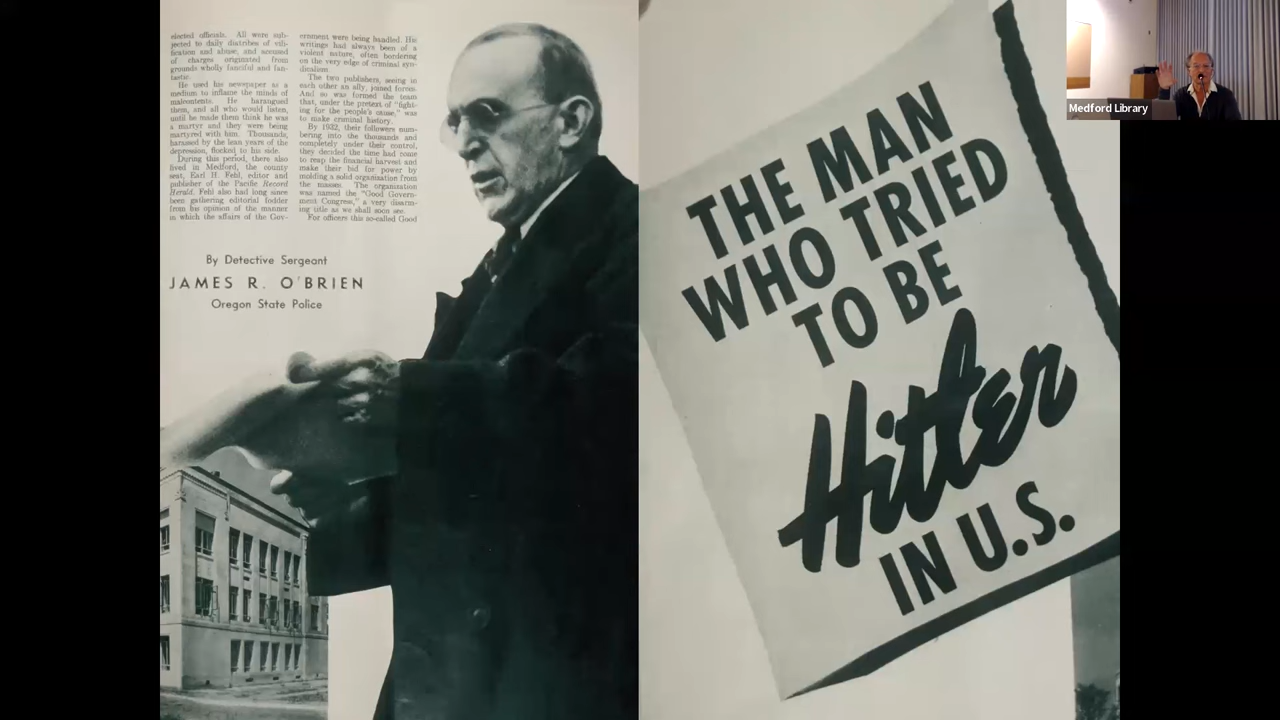 elected officials. All were sub-
jected to daily diatribes of vili-
fication and abuse, and accused
of charges originated from
grounds wholly fanciful and fan-
tastic.
He used his newspaper as a
medium to inflame the minds of
malcontents. He harangued
them, and all who would listen,
until he made them think he was
a martyr and they were being
martyred with him. Thousands,
harassed by the lean years of the
depression, flocked to his side.
During this period, there also
lived in Medford, the county
seat, Earl H. Fehl, editor and
publisher of the Pacific Record
Herald. Fehl also had long since
been gathering editorial fodder
from his opinion of the manner
in which the affairs of the Gov-
ernment were being handled. His
writings had always been of a
violent nature, often bordering
on the very edge of criminal syn-
dicalism.
The two publishers, seeing in
each other an ally, joined forces.
And so was formed the team
that, under the pretext of "fight-
ing for the people's cause," was
to make criminal history.
By 1932, their followers num-
bering into the thousands and
completely under their control,
they decided the time had come
to reap the financial harvest and
make their bid for power by
molding a solid organization from
the masses. The organization
was named the "Good Govern-
ment Congress," a very disarm-
ing title as we shall soon see.
For officers this so-called Good
By Detective Sergeant
JAMES R. O'BRIEN
Oregon State Police
THE MAN
WHO TRIED
TO BE
Hitler
IN U.S.
Medford Library